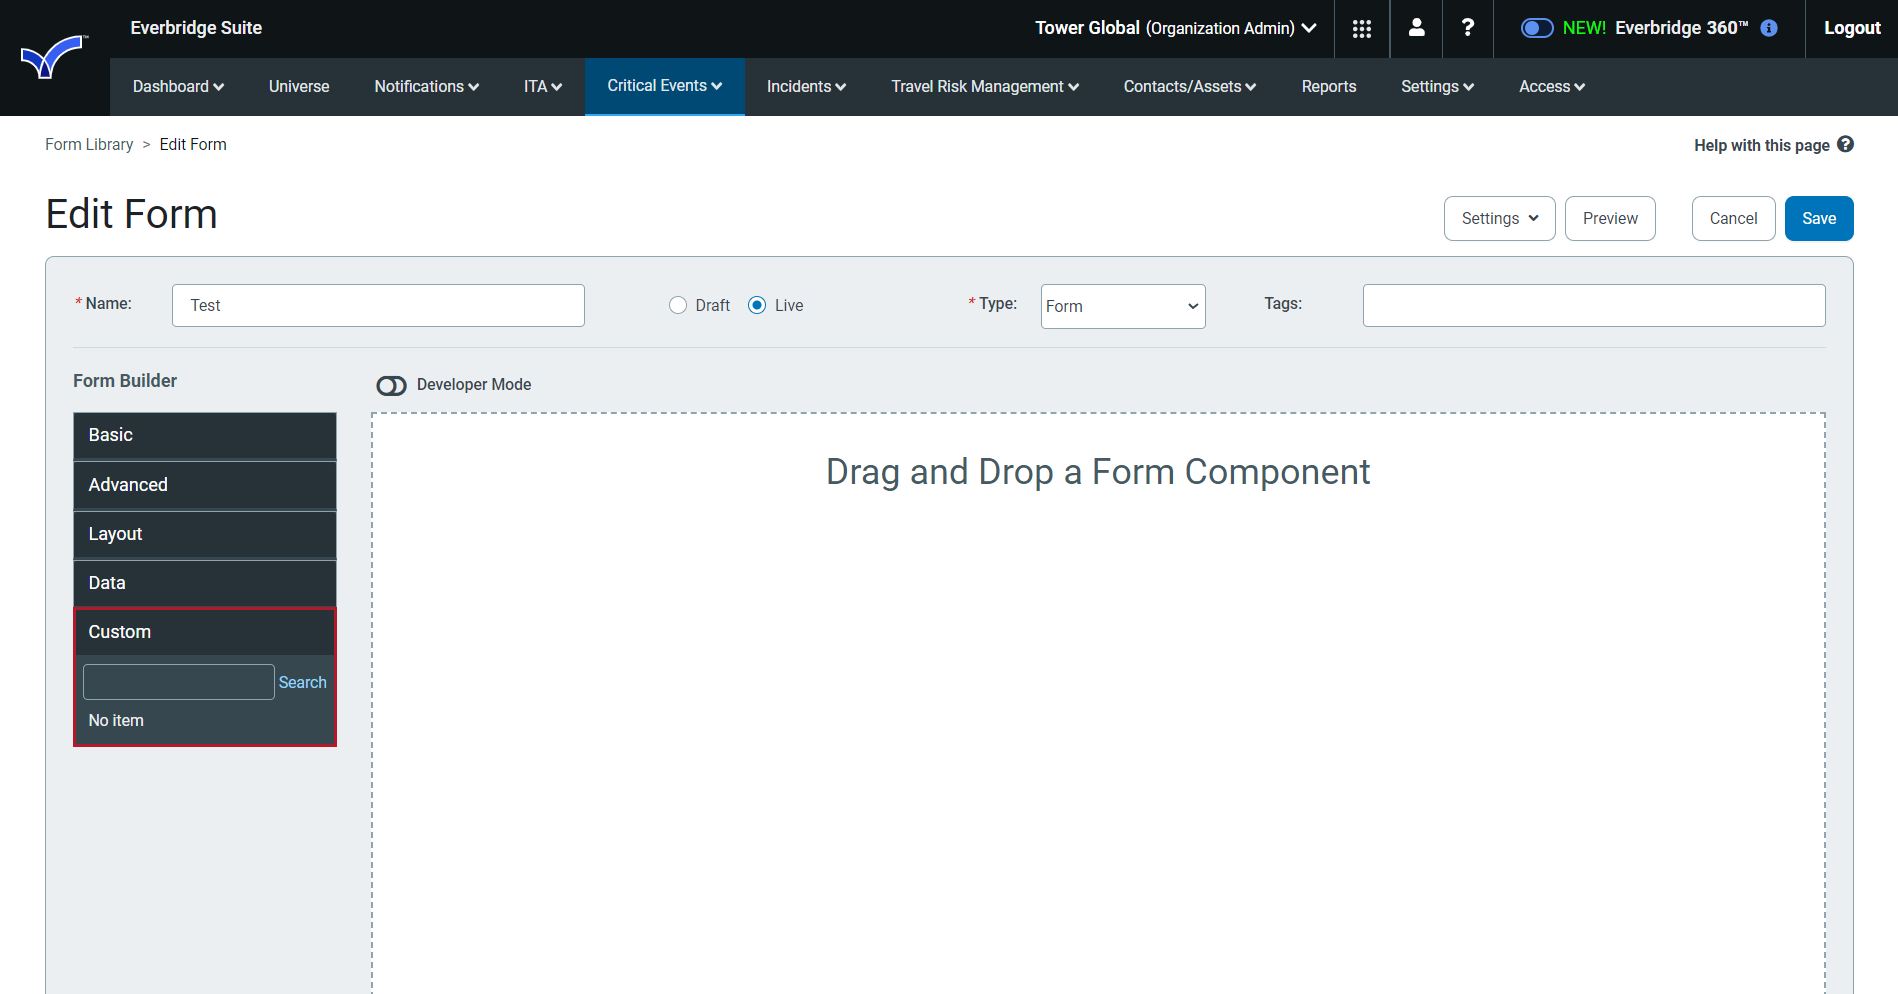 Everbridge Suite
Tower Global (Organization Admin)
?
NEW! Everbridge 360™
Logout
™
Dashboard
Universe
Notifications
ITA
Critical Events
Incidents
Travel Risk Management
Contacts/Assets
Reports
Settings
Access
Form Library > Edit Form
Help with this page ?
Edit Form
Settings
Preview
Cancel
Save
* Name:
Test
Draft
Live
* Type:
Form
Tags:
Form Builder
Developer Mode
Basic
Advanced
Layout
Data
Custom
Search
No item
Drag and Drop a Form Component